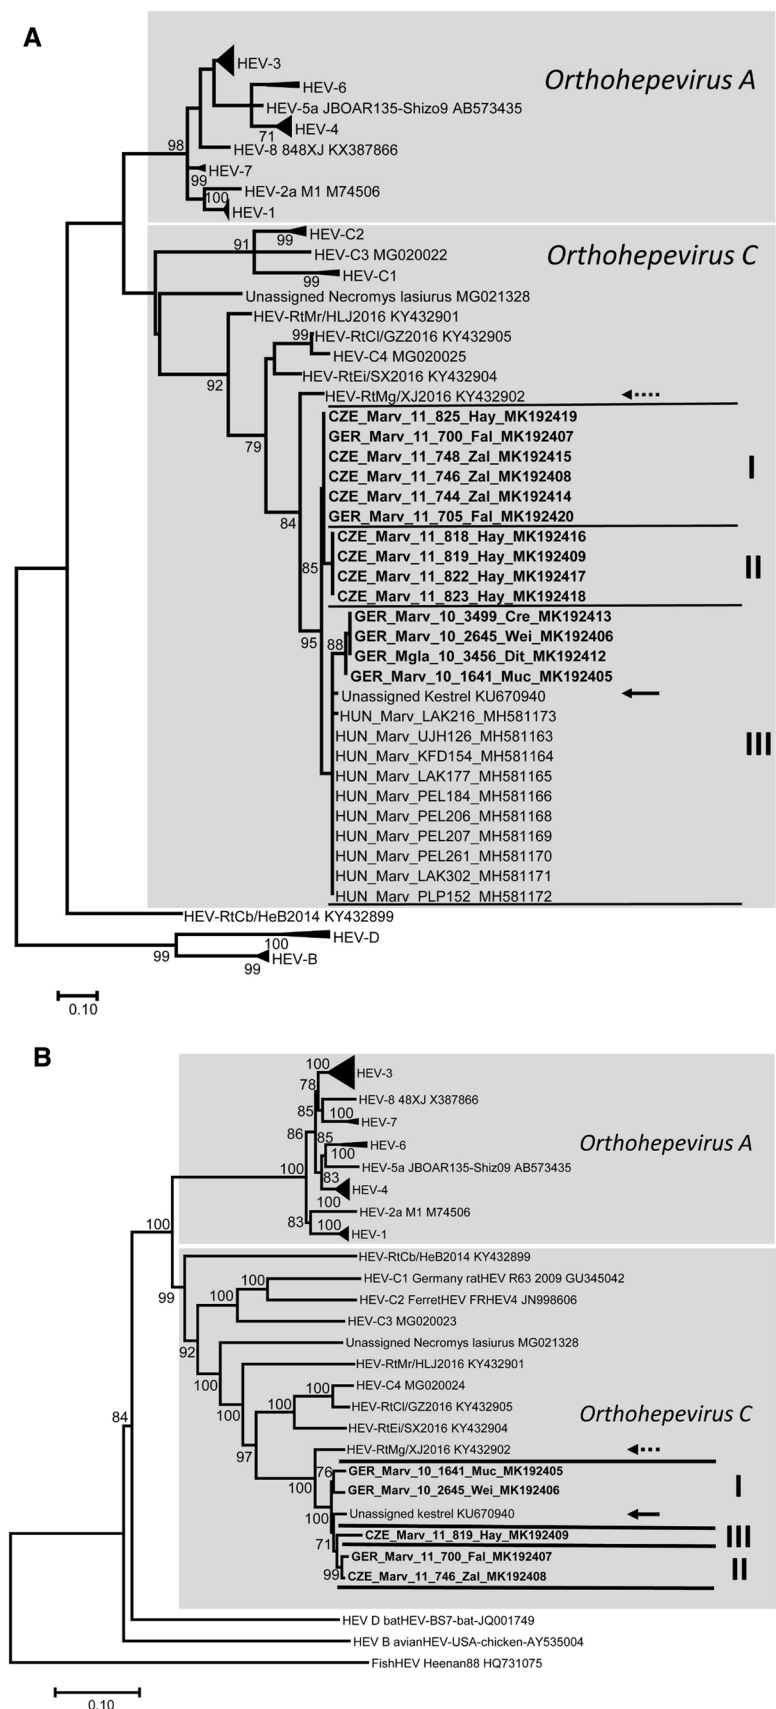 A
HEV-3
HEV-6
Orthohepevirus A
HEV-5a JBOAR135-Shizo9 AB573435
HEV-4
71
98
HEV-8 848XJ KX387866
HEV-7
99
HEV-2a M1 M74506
100
HEV-1
HEV-C2
99
91
HEV-C3 MG020022
Orthohepevirus C
HEV-C1
99
Unassigned Necromys lasiurus MG021328
HEV-RtMr/HLJ2016 KY432901
99
HEV-RtCl/GZ2016 KY432905
HEV-C4 MG020025
HEV-RtEi/SX2016 KY432904
92
HEV-RtMg/XJ2016 KY432902
CZE_Marv_11_825_Hay_MK192419
GER_Marv_11_700_Fal_MK192407
79
CZE_Marv_11_748_Zal_MK192415
I
CZE_Marv_11_746_Zal_MK192408
CZE_Marv_11_744_Zal_MK192414
GER_Marv_11_705_Fal_MK192420
84
CZE_Marv_11_818_Hay_MK192416
CZE_Marv_11_819_Hay_MK192409
85
II
CZE_Marv_11_822_Hay_MK192417
CZE_Marv_11_823_Hay_MK192418
GER_Marv_10_3499_Cre_MK192413
GER_Marv_10_2645_Wei_MK192406
95
88
GER_Mgla_10_3456_Dit_MK192412
GER_Marv_10_1641_Muc_MK192405
Unassigned Kestrel KU670940
HUN_Marv_LAK216_MH581173
HUN_Marv_UJH126_MH581163
III
HUN_Marv_KFD154_MH581164
HUN_Marv_LAK177_MH581165
HUN_Marv_PEL184_MH581166
HUN_Marv_PEL206_MH581168
HUN_Marv_PEL207_MH581169
HUN_Marv_PEL261_MH581170
HUN_Marv_LAK302_MH581171
HUN_Marv_PLP152_MH581172
HEV-RtCb/HeB2014 KY432899
HEV-D
100
99
HEV-B
99
0.10
B
100
HEV-3
78
HEV-8 48XJ X387866
85
100
HEV-7
86
85
HEV-6
Orthohepevirus A
100
100
HEV-5a JBOAR135-Shiz09 AB573435
83
HEV-4
100
HEV-2a M1 M74506
83
100
HEV-1
100
HEV-RtCb/HeB2014 KY432899
HEV-C1 Germany ratHEV R63 2009 GU345042
100
99
100
HEV-C2 FerretHEV FRHEV4 JN998606
HEV-C3 MG020023
92
Unassigned Necromys lasiurus MG021328
HEV-RtMr/HLJ2016 KY432901
100
HEV-C4 MG020024
100
100
100
HEV-RtCl/GZ2016 KY432905
Orthohepevirus C
84
HEV-RtEi/SX2016 KY432904
97
HEV-RtMg/XJ2016 KY432902
76
GER_Marv_10_1641_Muc_MK192405
100
GER_Marv_10_2645_Wei_MK192406
I
Unassigned kestrel KU670940
100
CZE_Marv_11_819_Hay_MK192409
III
71
GER_Marv_11_700_Fal_MK192407
II
99
CZE_Marv_11_746_Zal_MK192408
HEV D batHEV-BS7-bat-JQ001749
HEV B avianHEV-USA-chicken-AY535004
FishHEV Heenan88 HQ731075
0.10